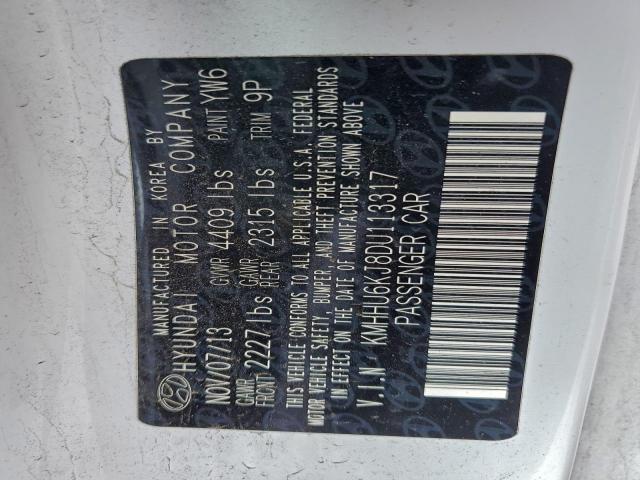 MANUFACTURED IN KOREA BY
HYUNDAI MOTOR COMPANY
NOV/07/13 GVWR 4409 lbs PAINT YW6
GAWR FRONT 2227 lbs GAWR REAR 2315 lbs TRIM 9P
THIS VEHICLE CONFORMS TO ALL APPLICABLE U.S.A. FEDERAL
MOTOR VEHICLE SAFETY, BUMPER, AND THEFT PREVENTION STANDARDS
IN EFFECT ON THE DATE OF MANUFACTURE SHOWN ABOVE
V.I.N KMHHU6KJ8DU113317
PASSENGER CAR